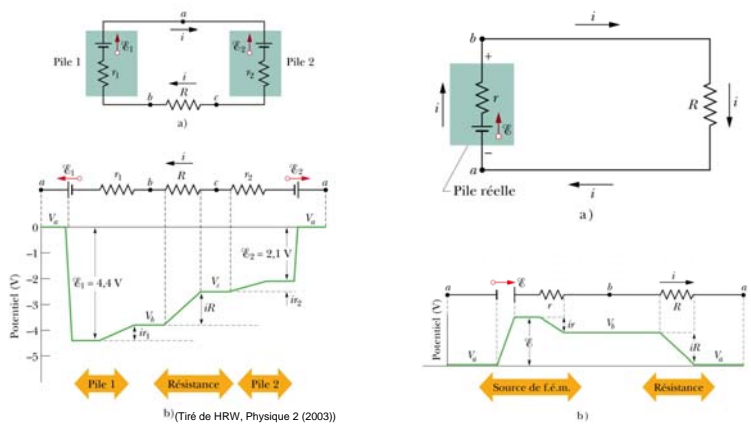 a
i
Pile 1
ℰ1
r1
ℰ2
r2
Pile 2
i
b
R
c
a)
i
a
ℰ1
r1
b
R
c
r2
ℰ2
a
Va
Va
0
–1
–2
–3
–4
–5
Potentiel (V)
ℰ1 = 4,4 V
ℰ2 = 2,1 V
Vb
Vc
ir1
iR
ir2
Pile 1
Résistance
Pile 2
b) (Tiré de HRW, Physique 2 (2003))
i
b
+
i
r
ℰ
–
a
R
i
Pile réelle
i
a)
ℰ
i
a
r
b
R
a
Potentiel (V)
Va
ℰ
ir
Vb
iR
Va
Source de f.é.m.
Résistance
b)